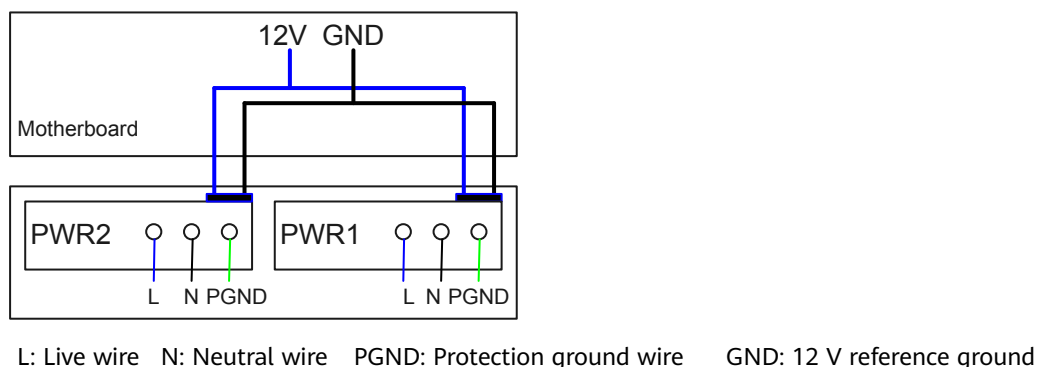 12V GND
Motherboard
PWR2
PWR1
L N PGND
L N PGND
L: Live wire N: Neutral wire PGND: Protection ground wire GND: 12 V reference ground